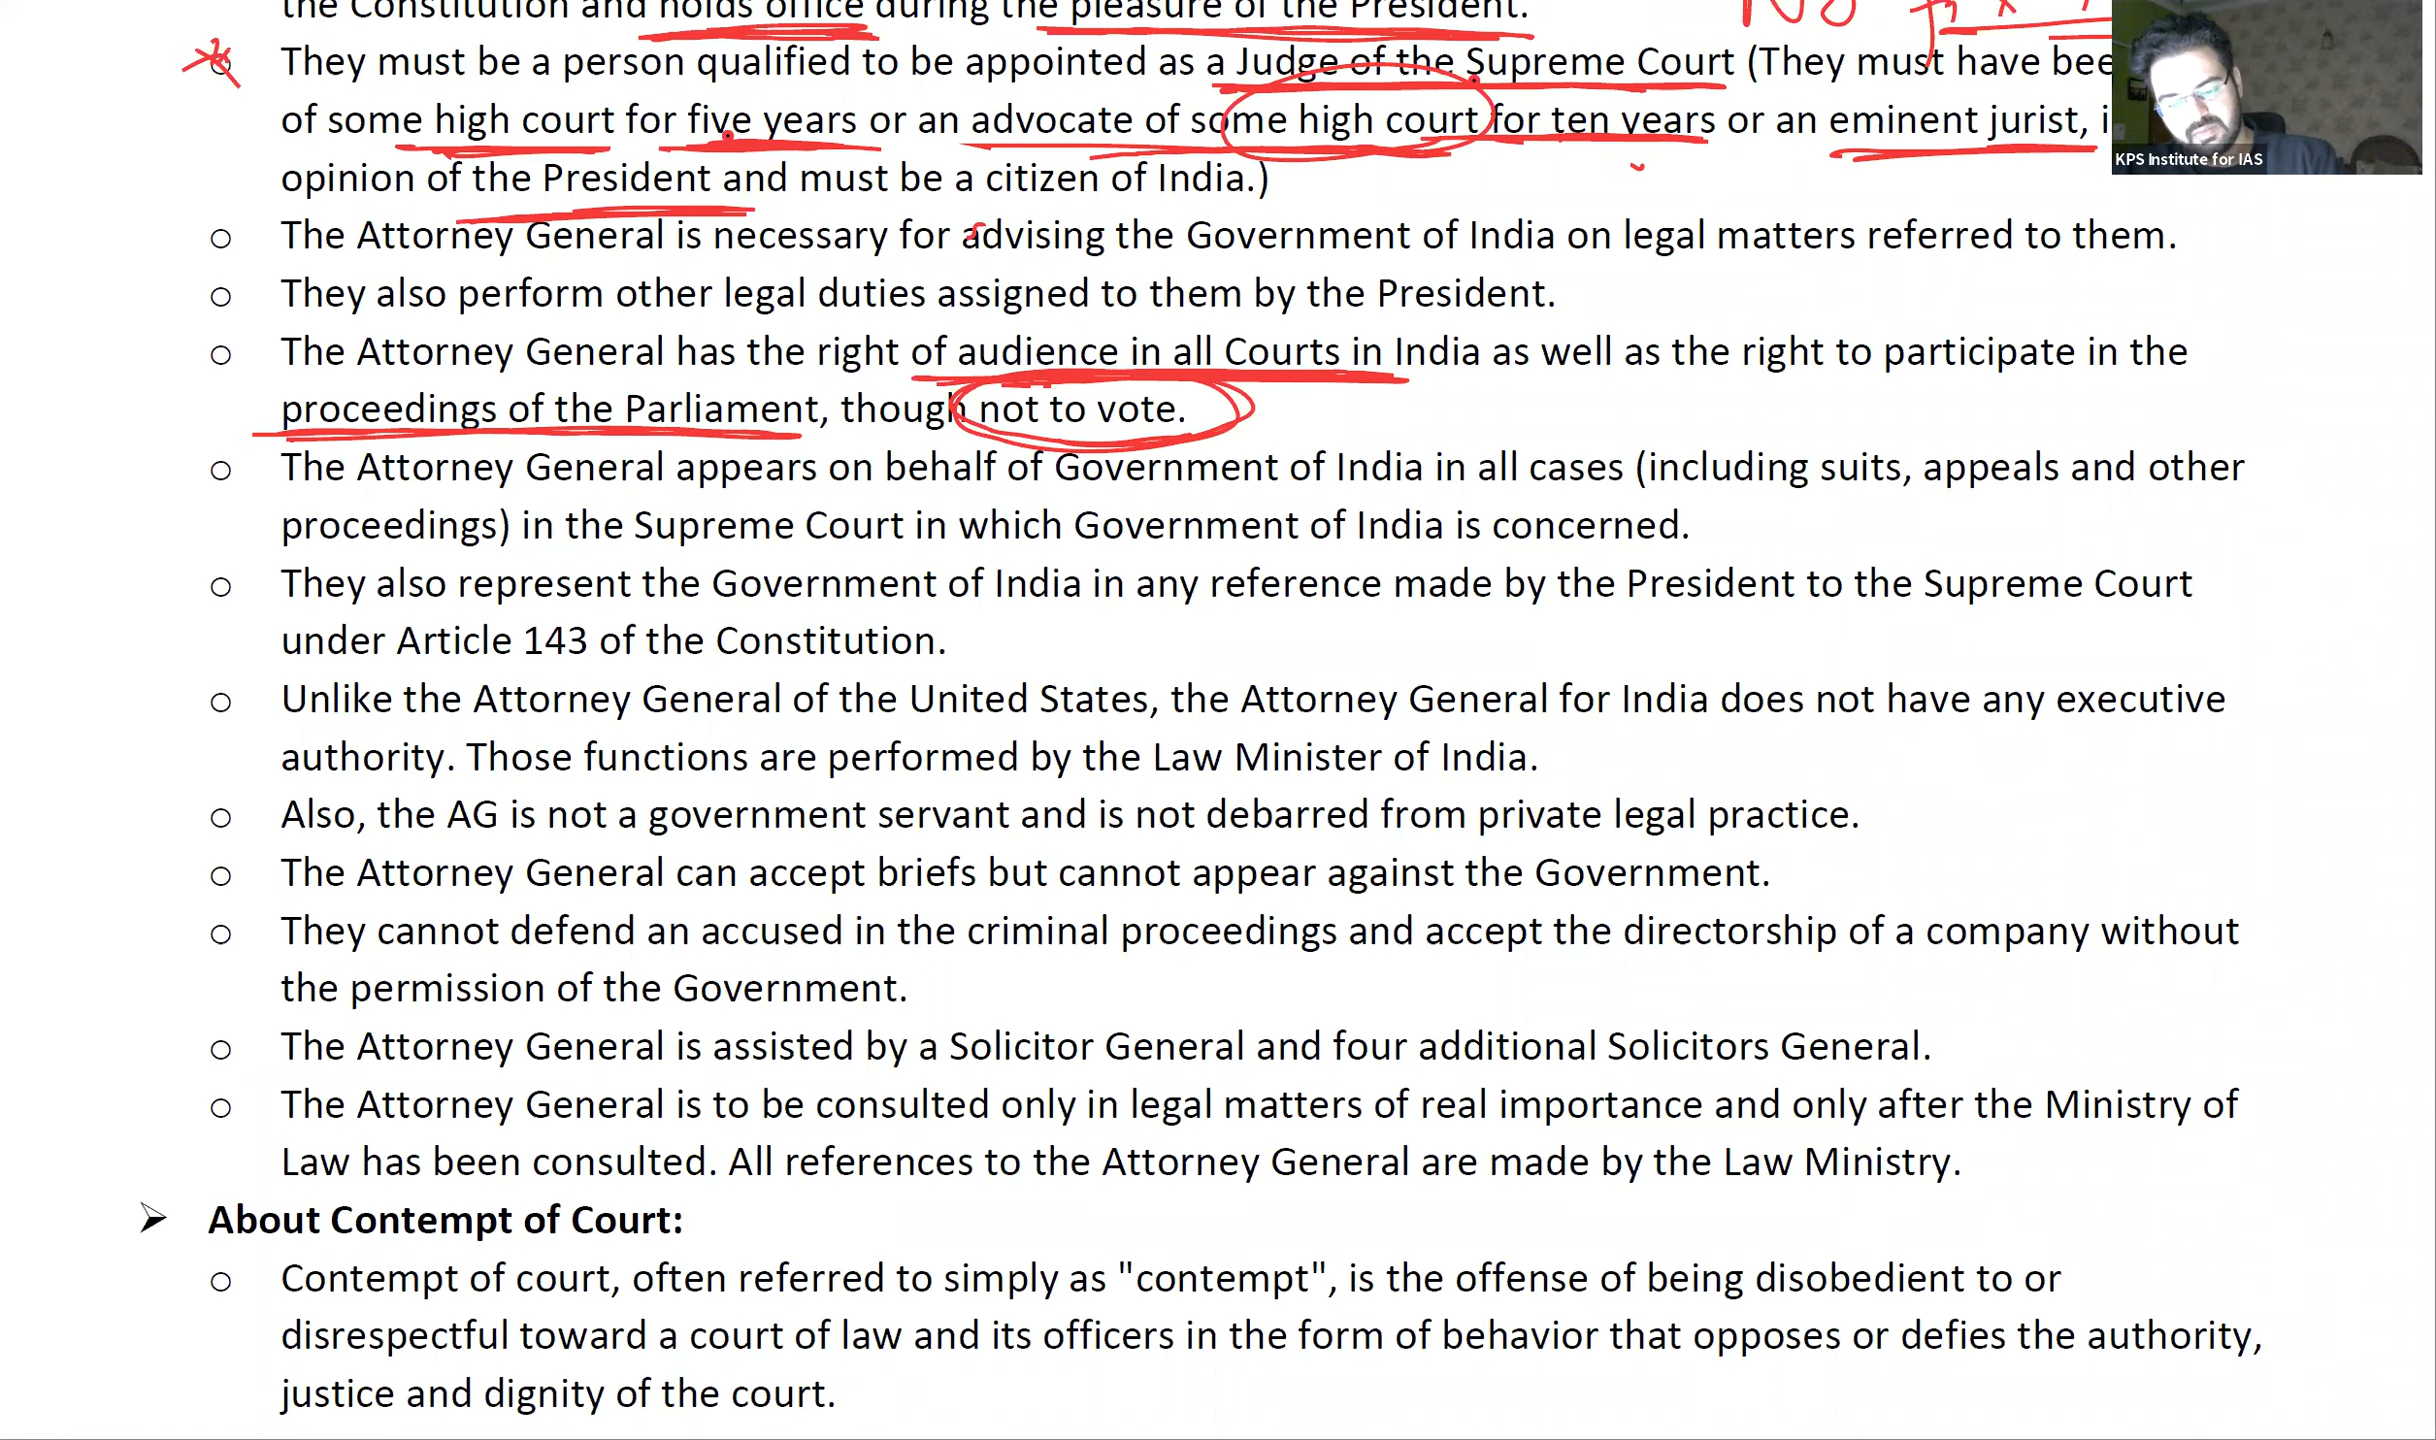 the Constitution and holds office during the pleasure of the President.
No
They must be a person qualified to be appointed as a Judge of the Supreme Court (They must have bee
of some high court for five years or an advocate of some high court for ten years or an eminent jurist, i
KPS Institute for IAS
opinion of the President and must be a citizen of India.)
o The Attorney General is necessary for advising the Government of India on legal matters referred to them.
o They also perform other legal duties assigned to them by the President.
o The Attorney General has the right of audience in all Courts in India as well as the right to participate in the
proceedings of the Parliament, though not to vote.
o The Attorney General appears on behalf of Government of India in all cases (including suits, appeals and other
proceedings) in the Supreme Court in which Government of India is concerned.
o They also represent the Government of India in any reference made by the President to the Supreme Court
under Article 143 of the Constitution.
o Unlike the Attorney General of the United States, the Attorney General for India does not have any executive
authority. Those functions are performed by the Law Minister of India.
o Also, the AG is not a government servant and is not debarred from private legal practice.
o The Attorney General can accept briefs but cannot appear against the Government.
o They cannot defend an accused in the criminal proceedings and accept the directorship of a company without
the permission of the Government.
o The Attorney General is assisted by a Solicitor General and four additional Solicitors General.
o The Attorney General is to be consulted only in legal matters of real importance and only after the Ministry of
Law has been consulted. All references to the Attorney General are made by the Law Ministry.
➢ About Contempt of Court:
o Contempt of court, often referred to simply as "contempt", is the offense of being disobedient to or
disrespectful toward a court of law and its officers in the form of behavior that opposes or defies the authority,
justice and dignity of the court.